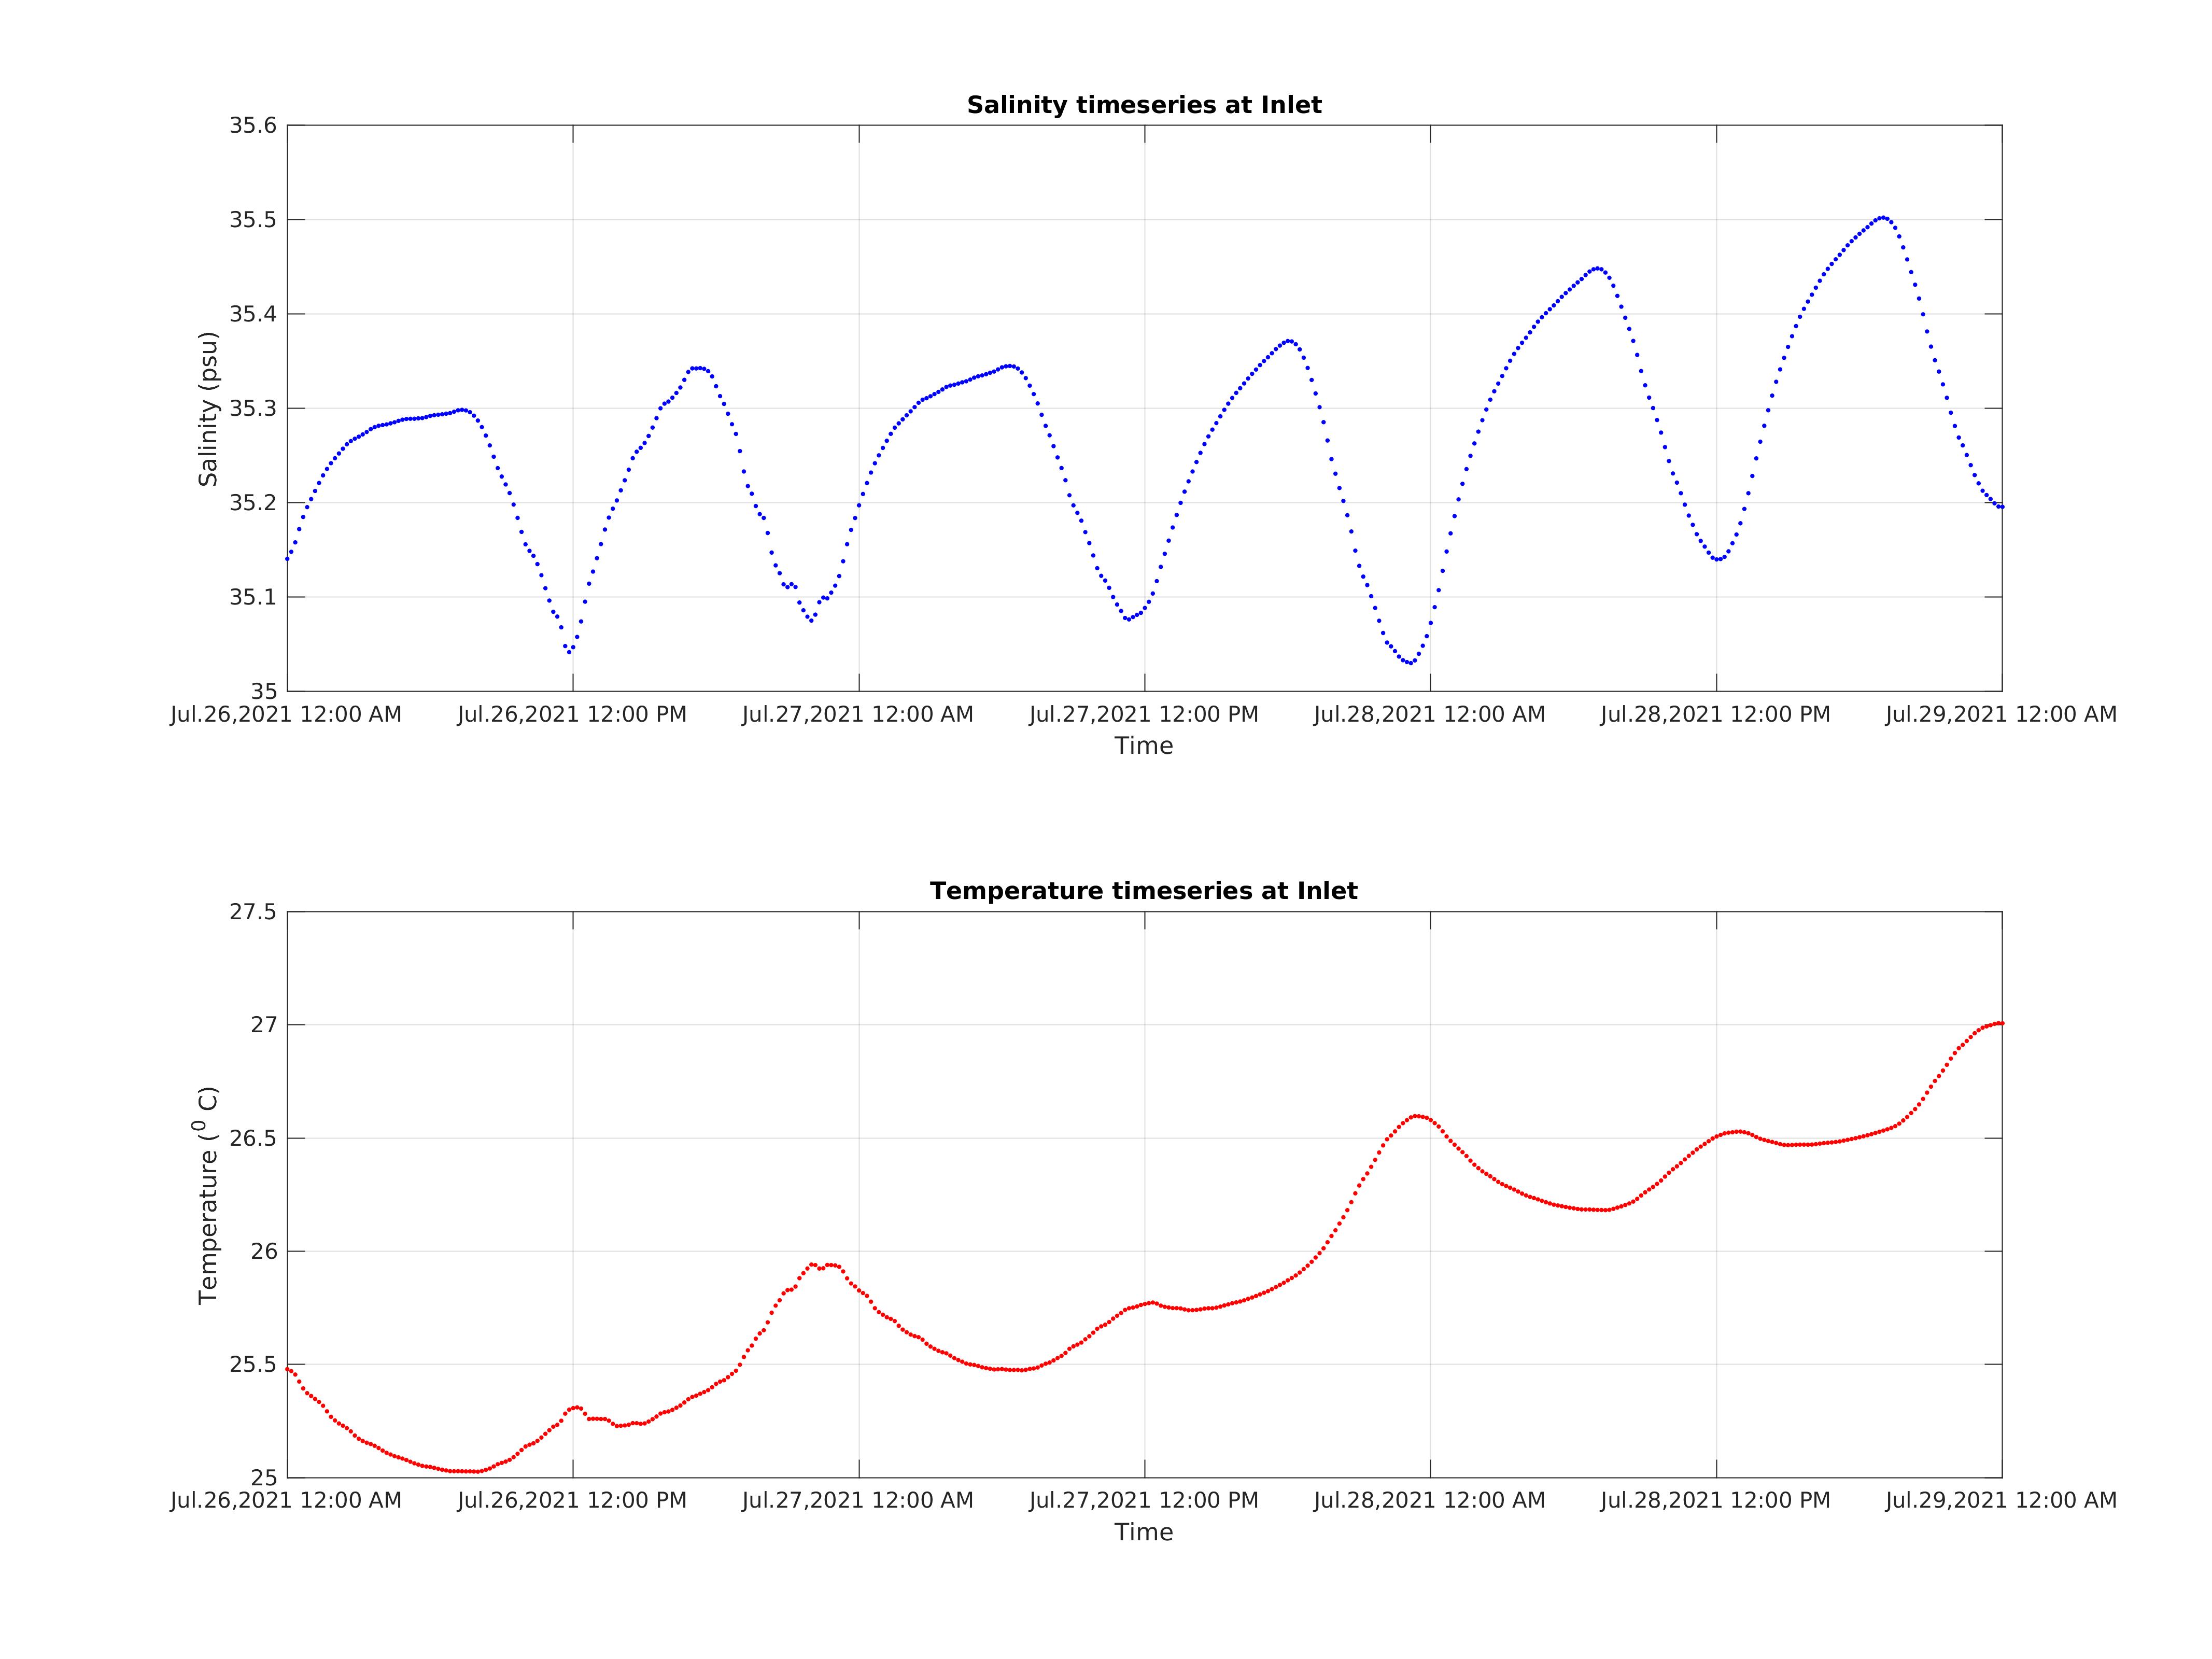 Salinity timeseries at Inlet
35.6
35.5
35.4
35.3
35.2
35.1
35
Salinity (psu)
Jul.26,2021 12:00 AM Jul.26,2021 12:00 PM Jul.27,2021 12:00 AM Jul.27,2021 12:00 PM Jul.28,2021 12:00 AM Jul.28,2021 12:00 PM Jul.29,2021 12:00 AM
Time
Temperature timeseries at Inlet
27.5
27
26.5
26
25.5
25
Temperature (⁰ C)
Jul.26,2021 12:00 AM Jul.26,2021 12:00 PM Jul.27,2021 12:00 AM Jul.27,2021 12:00 PM Jul.28,2021 12:00 AM Jul.28,2021 12:00 PM Jul.29,2021 12:00 AM
Time